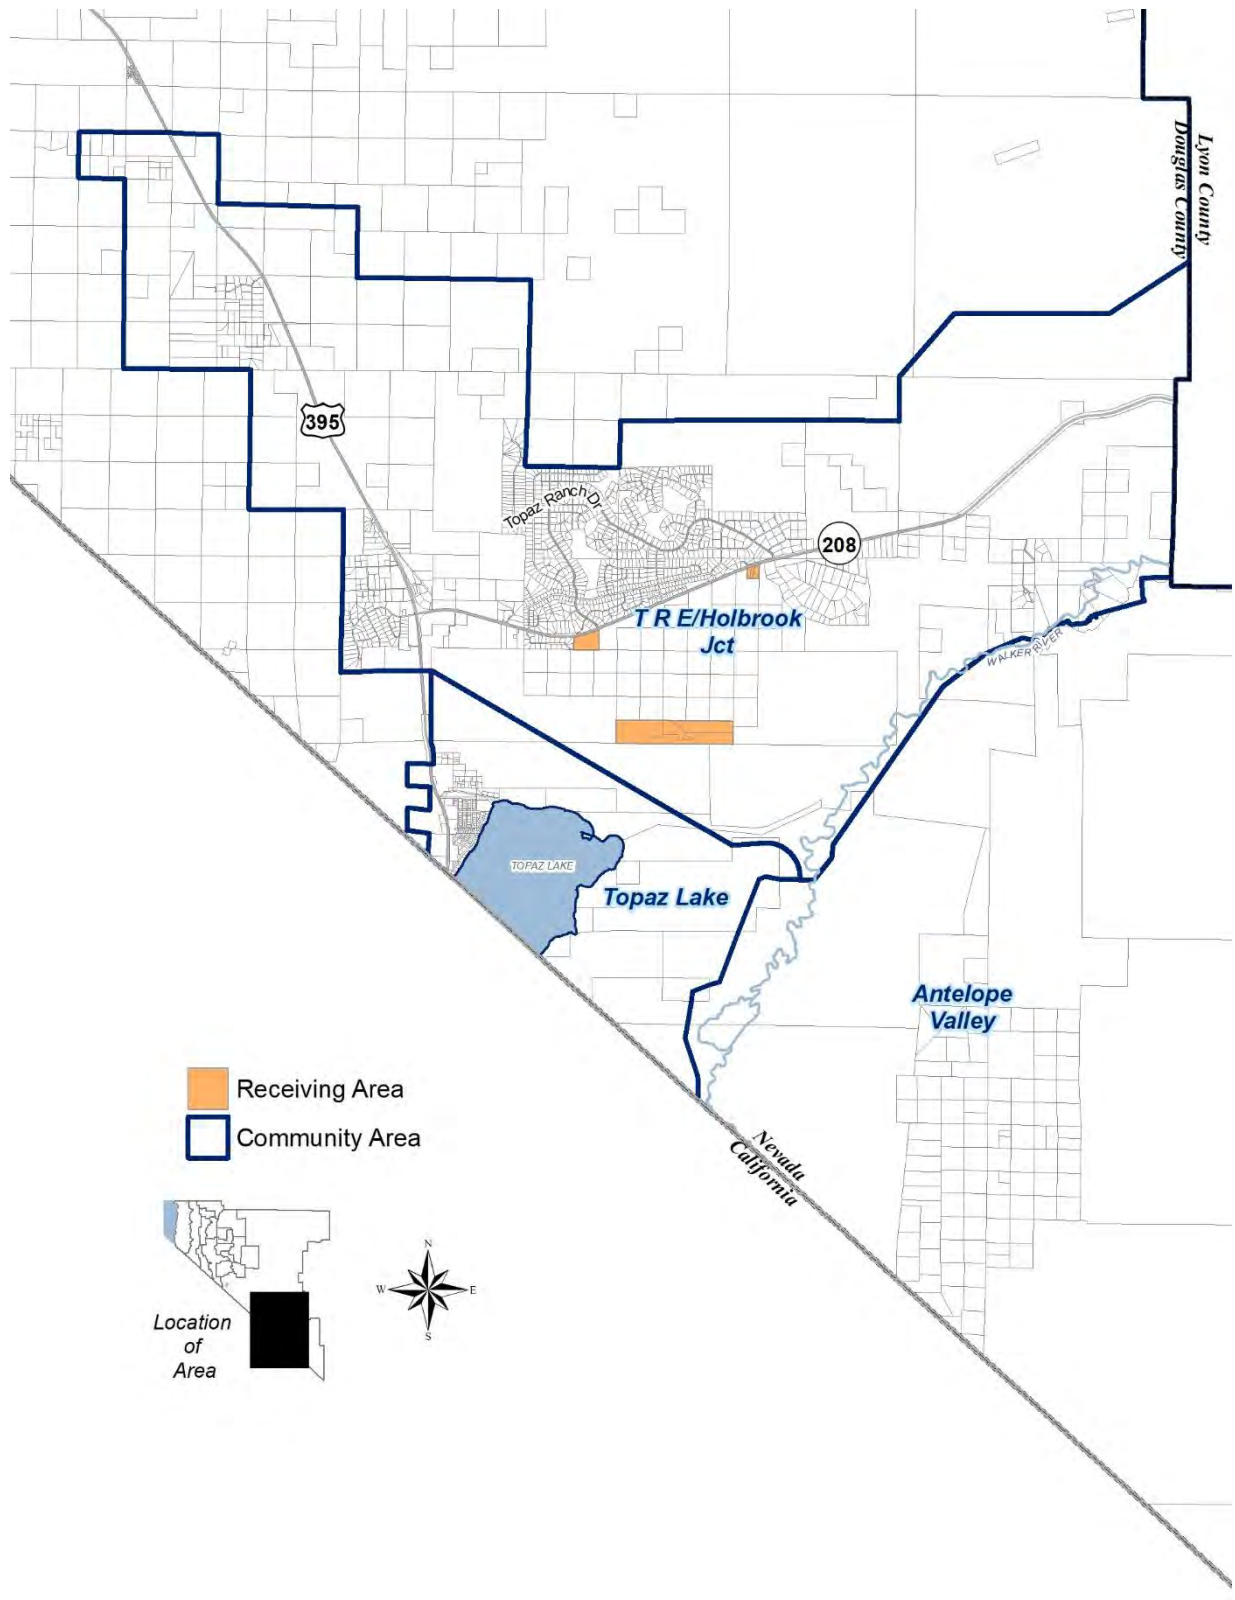 Lyon County
Douglas County
395
Topaz Ranch Dr
208
T R E/Holbrook
Jct
WALKER RIVER
TOPAZ LAKE
Topaz Lake
Antelope
Valley
Receiving Area
Community Area
Nevada
California
Location
of
Area
N
W
E
S